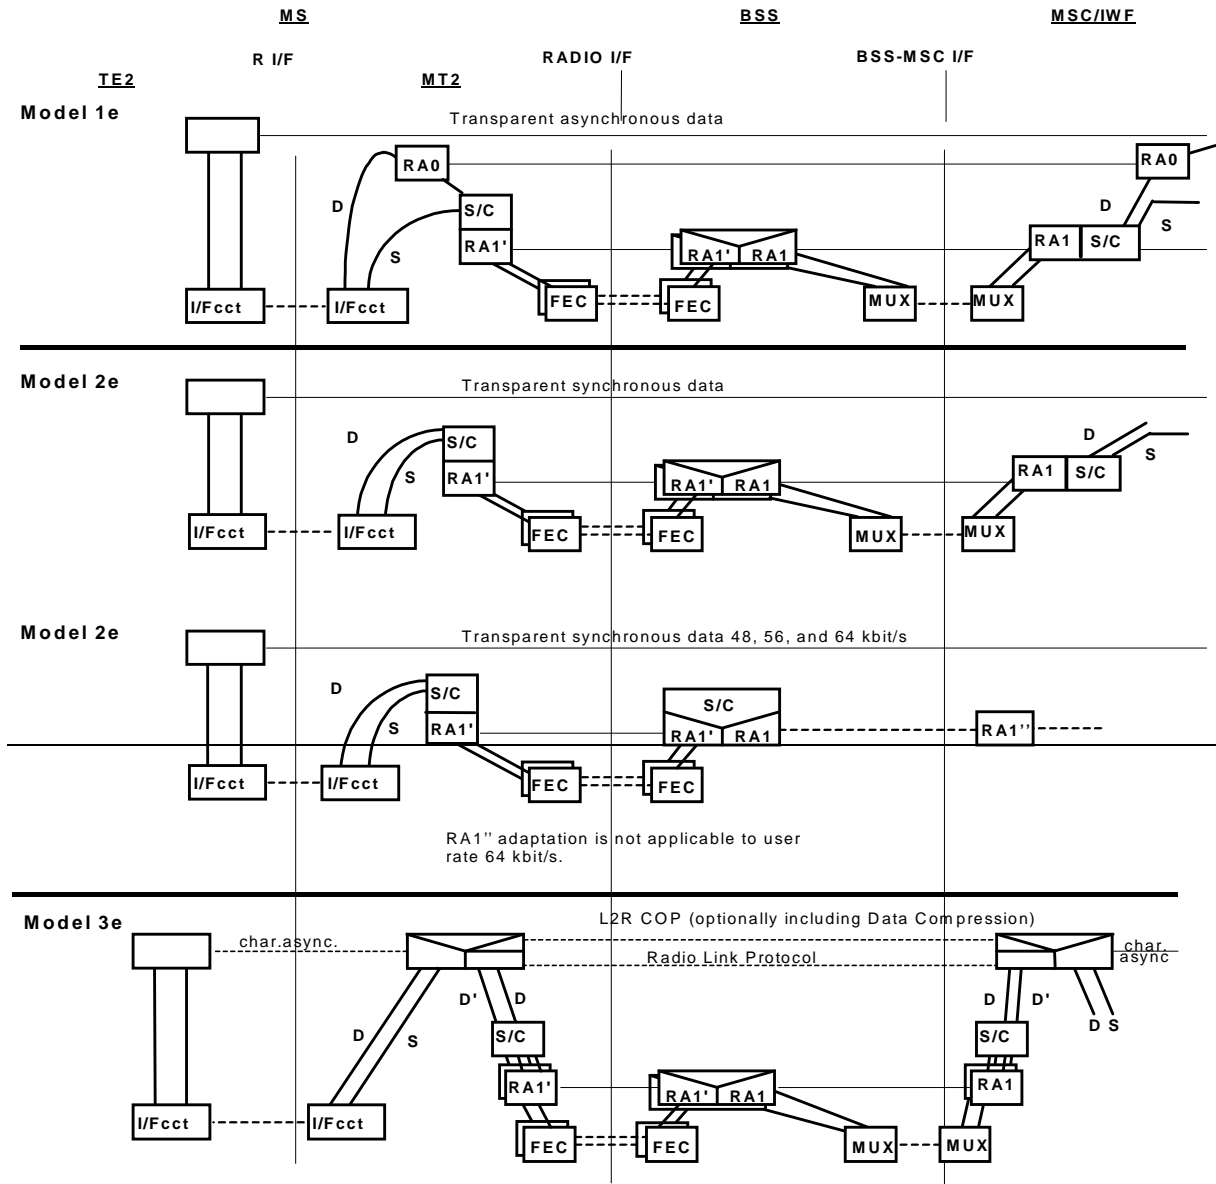 MS BSS MSC/IWF
R I/F RADIO I/F BSS-MSC I/F
TE2 MT2
Model 1e
Transparent asynchronous data
RA0 RA0
D S/C D S
S RA1' RA1' RA1 RA1 S/C
I/Fcct I/Fcct FEC FEC MUX MUX
Model 2e
Transparent synchronous data
D S/C D S
S RA1' RA1' RA1 RA1 S/C
I/Fcct I/Fcct FEC FEC MUX MUX
Model 2e
Transparent synchronous data 48, 56, and 64 kbit/s
D S/C S/C
S RA1' RA1' RA1 RA1''
I/Fcct I/Fcct FEC FEC
RA1'' adaptation is not applicable to user
rate 64 kbit/s.
Model 3e
L2R COP (optionally including Data Compression)
char.async. char.
Radio Link Protocol async
D' D D D'
D S S/C S/C D S
RA1' RA1' RA1 RA1
I/Fcct I/Fcct FEC FEC MUX MUX